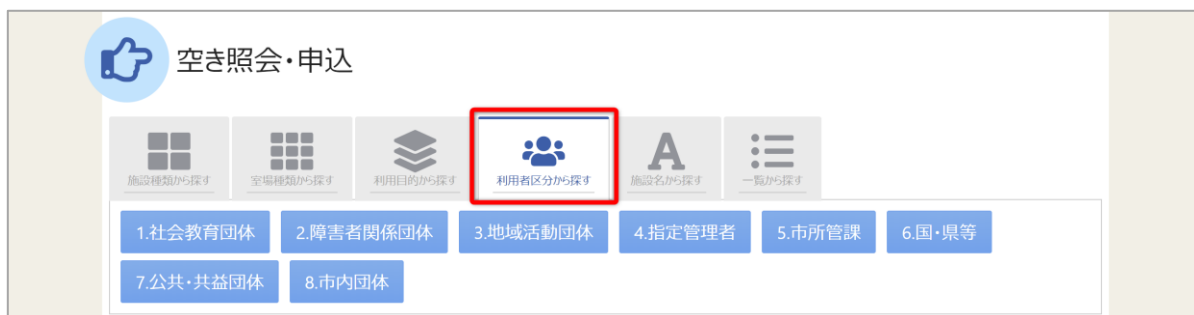 空き照会・申込
施設種類から探す 室場種類から探す 利用目的から探す 利用者区分から探す 施設名から探す 一覧から探す
1.社会教育団体 2.障害者関係団体 3.地域活動団体 4.指定管理者 5.市所管課 6.国・県等
7.公共・共益団体 8.市内団体